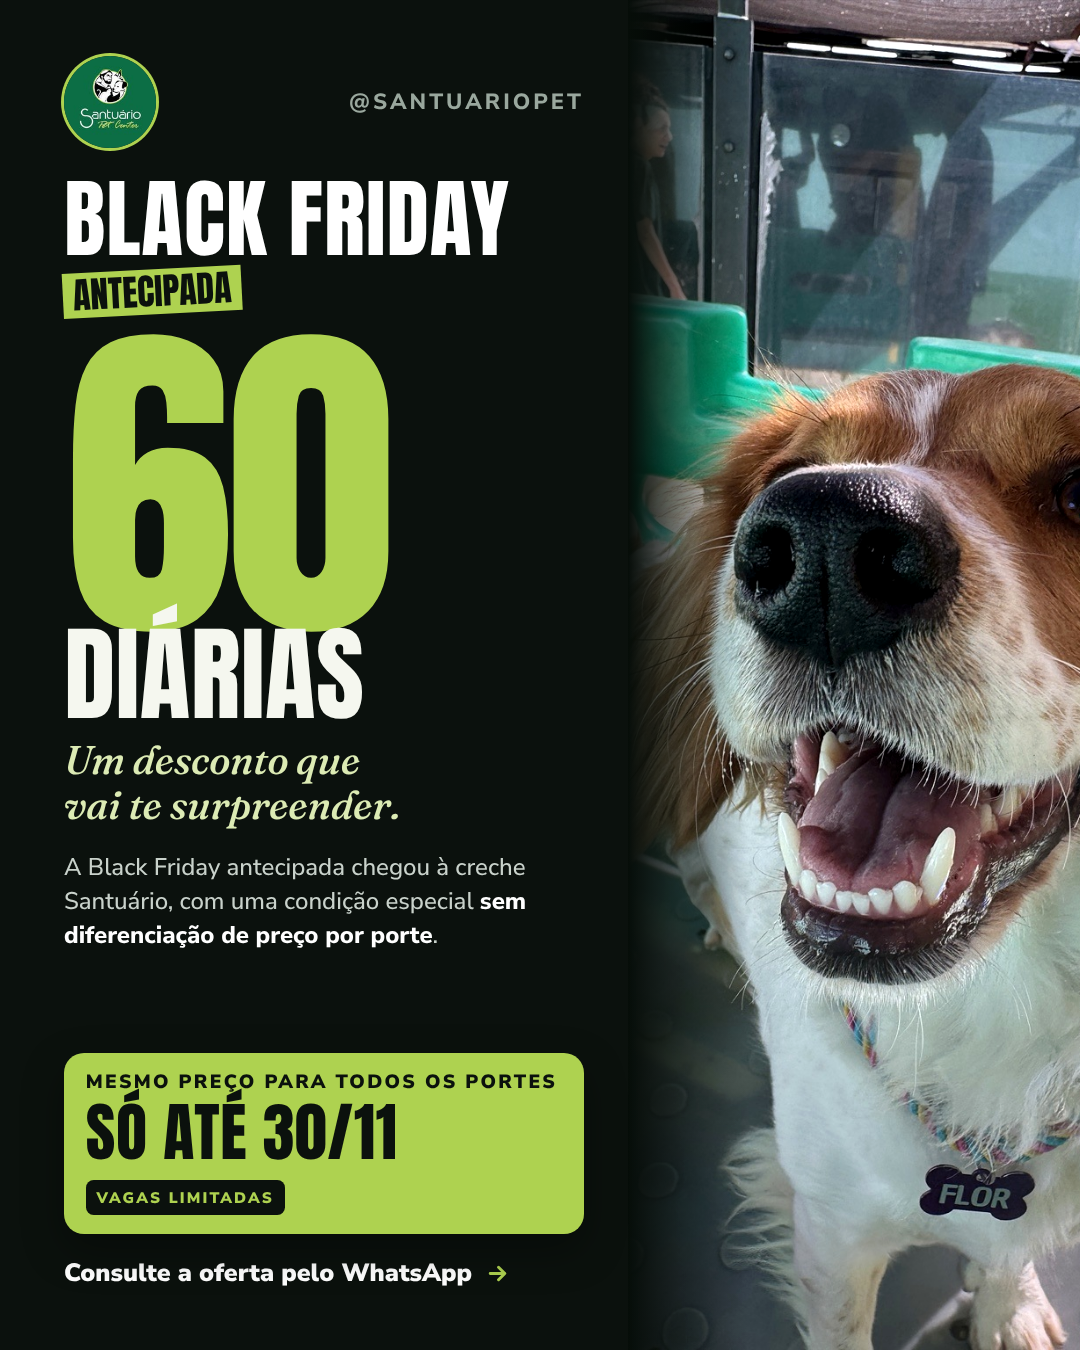 Santuário
Pet Center
@SANTUARIOPET
BLACK FRIDAY
ANTECIPADA
60
DIÁRIAS
Um desconto que
vai te surpreender.
A Black Friday antecipada chegou à creche
Santuário, com uma condição especial sem
diferenciação de preço por porte.
MESMO PREÇO PARA TODOS OS PORTES
SÓ ATÉ 30/11
VAGAS LIMITADAS
Consulte a oferta pelo WhatsApp →
FLOR